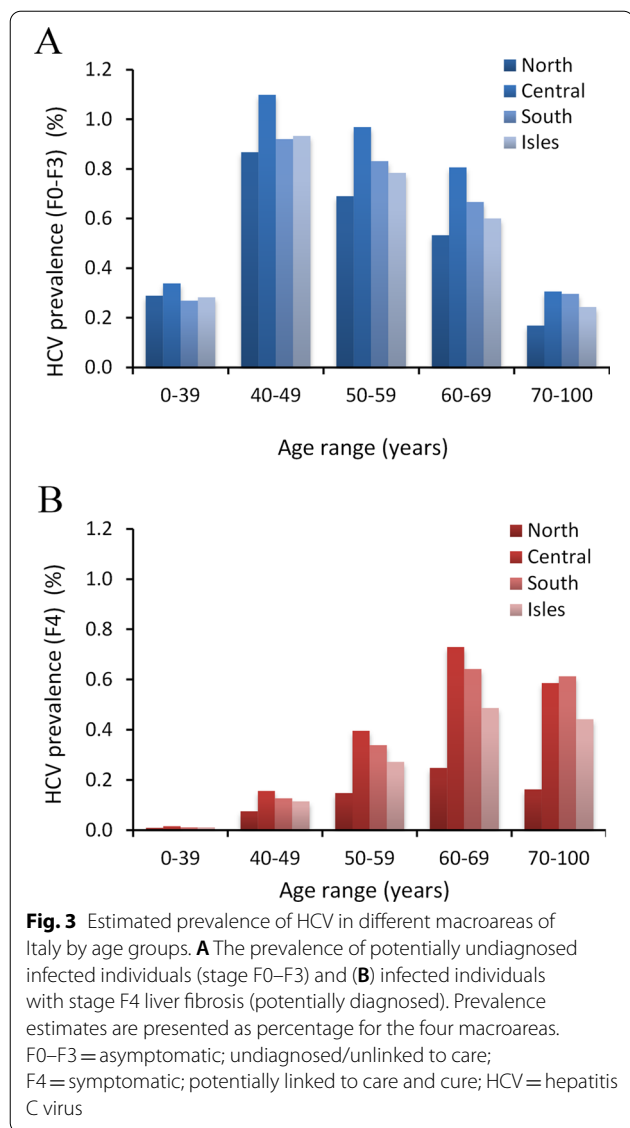 A
HCV prevalence (F0-F3) (%)
1.2
1.0
0.8
0.6
0.4
0.2
0.0
North
Central
South
Isles
0-39 40-49 50-59 60-69 70-100
Age range (years)
B
HCV prevalence (F4) (%)
1.2
1.0
0.8
0.6
0.4
0.2
0.0
North
Central
South
Isles
0-39 40-49 50-59 60-69 70-100
Age range (years)
Fig. 3 Estimated prevalence of HCV in different macroareas of
Italy by age groups. A The prevalence of potentially undiagnosed
infected individuals (stage F0–F3) and (B) infected individuals
with stage F4 liver fibrosis (potentially diagnosed). Prevalence
estimates are presented as percentage for the four macroareas.
F0–F3 = asymptomatic; undiagnosed/unlinked to care;
F4 = symptomatic; potentially linked to care and cure; HCV = hepatitis
C virus